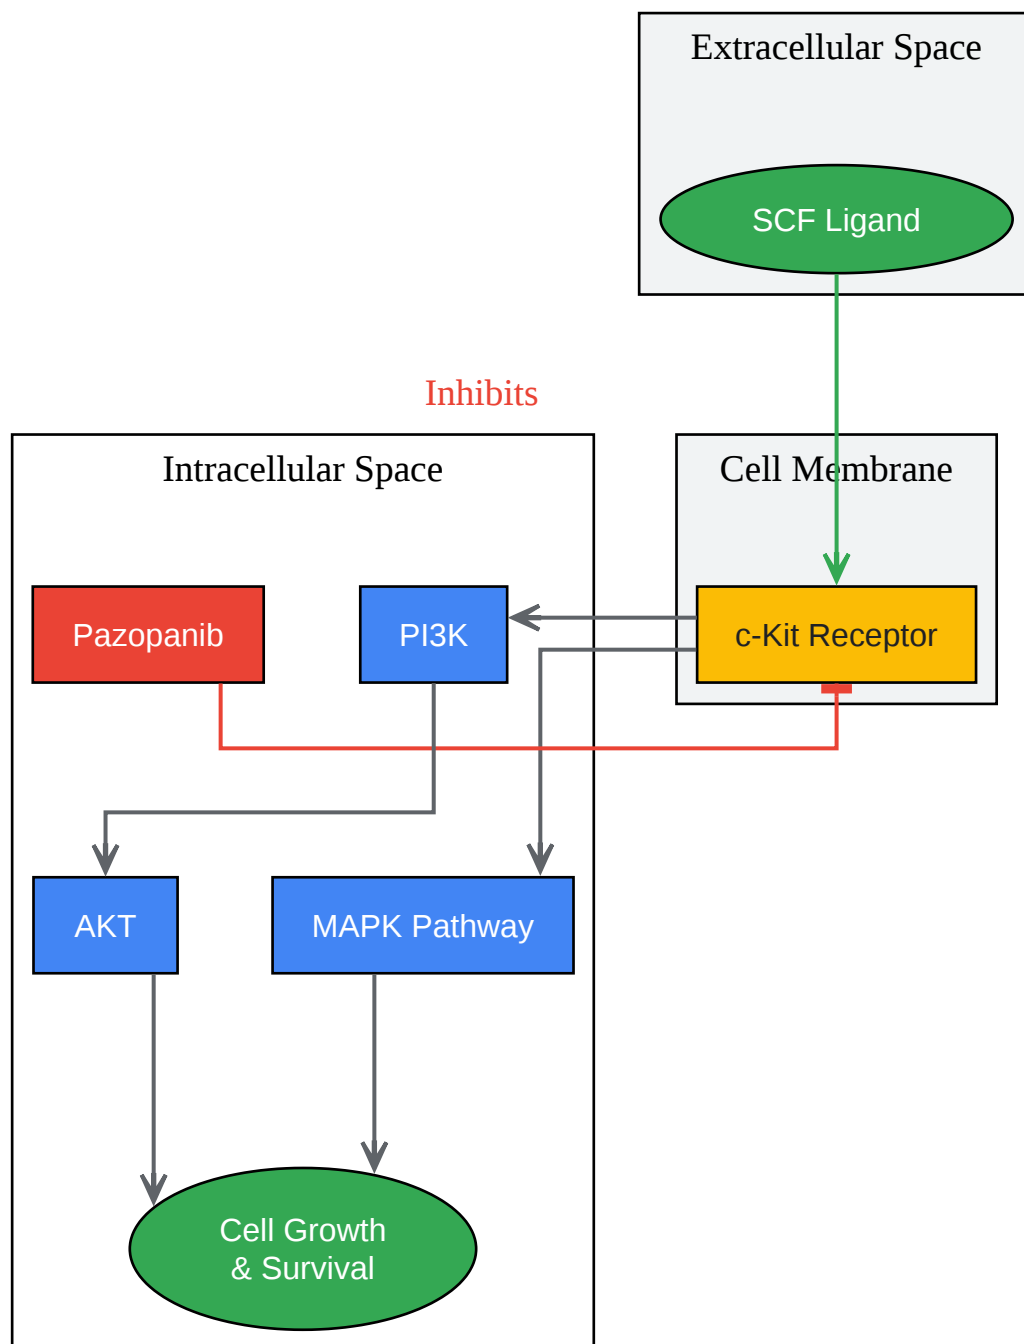 Extracellular Space
SCF Ligand
Inhibits
Intracellular Space
Cell Membrane
Pazopanib
PI3K
c-Kit Receptor
AKT
MAPK Pathway
Cell Growth
& Survival